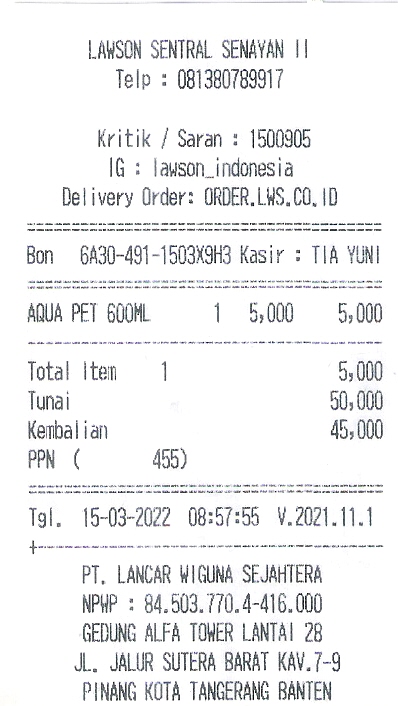 LAWSON SENTRAL SENAYAN II
Telp : 081380789917
Kritik / Saran : 1500905
IG : lawson_indonesia
Delivery Order: ORDER.LWS.CO.ID
Bon 6A30-491-1503X9H3 Kasir : TIA YUNI
AQUA PET 600ML 1 5,000 5,000
Total Item 1 5,000
Tunai 50,000
Kembalian 45,000
PPN ( 455)
Tgl. 15-03-2022 08:57:55 V.2021.11.1
PT. LANCAR WIGUNA SEJAHTERA
NPWP : 84.503.770.4-416.000
GEDUNG ALFA TOWER LANTAI 28
JL. JALUR SUTERA BARAT KAV.7-9
PINANG KOTA TANGERANG BANTEN